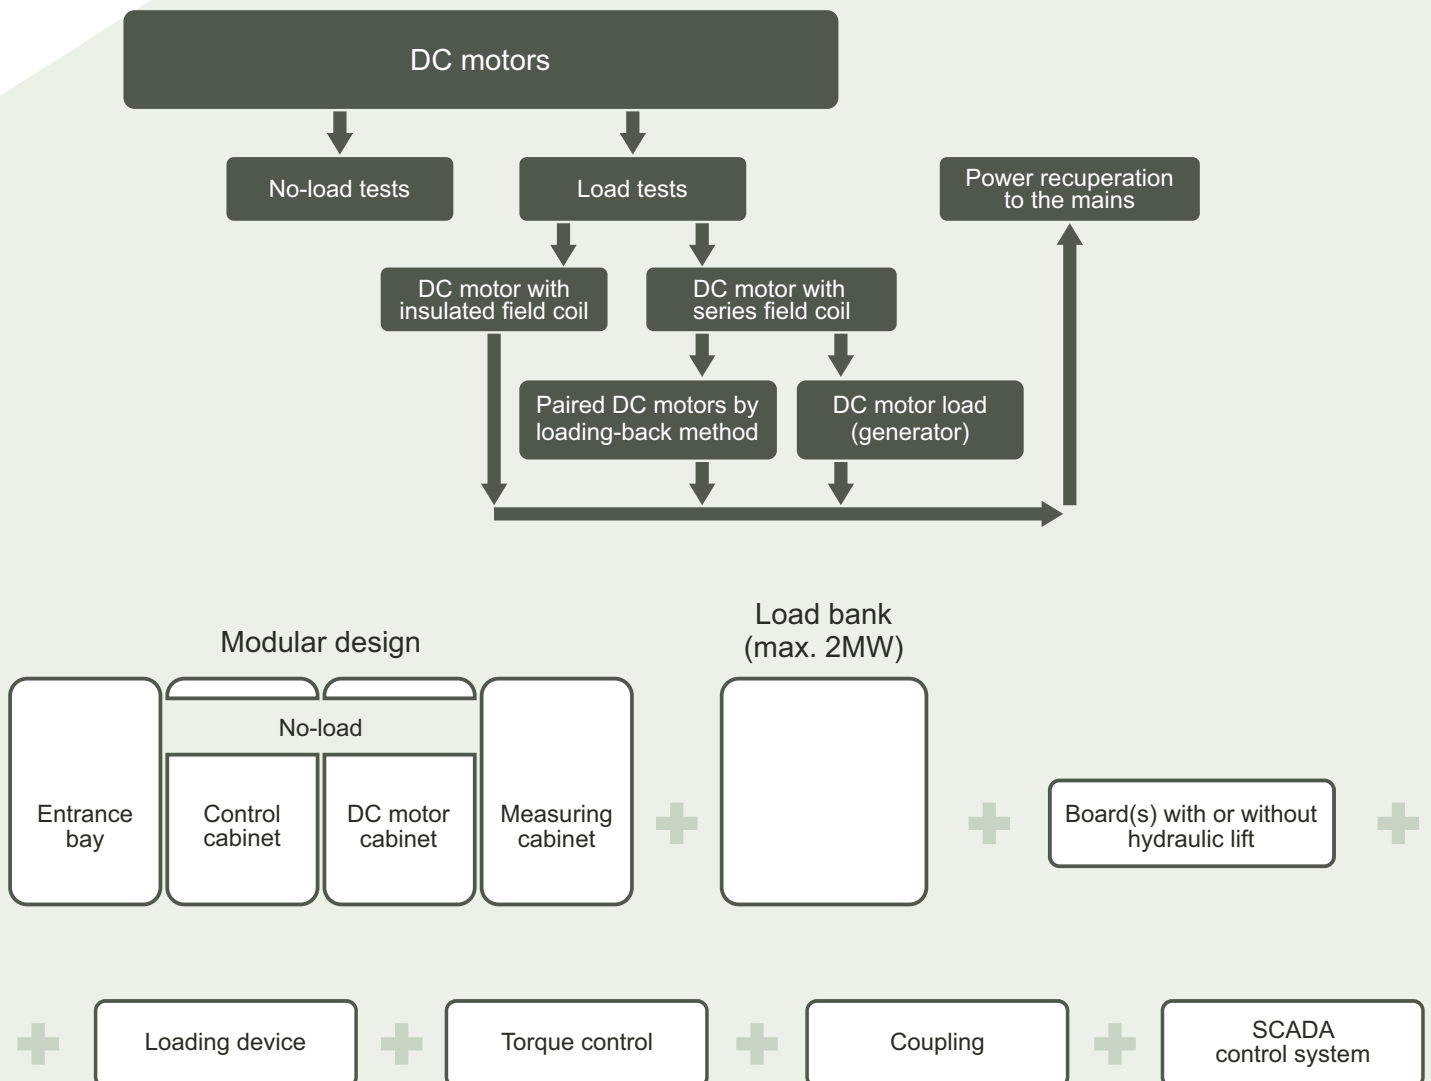 DC motors
No-load tests
Load tests
Power recuperation
to the mains
DC motor with
insulated field coil
DC motor with
series field coil
Paired DC motors by
loading-back method
DC motor load
(generator)
Modular design
Load bank
(max. 2MW)
No-load
Entrance
bay
Control
cabinet
DC motor
cabinet
Measuring
cabinet
Board(s) with or without
hydraulic lift
Loading device
Torque control
Coupling
SCADA
control system